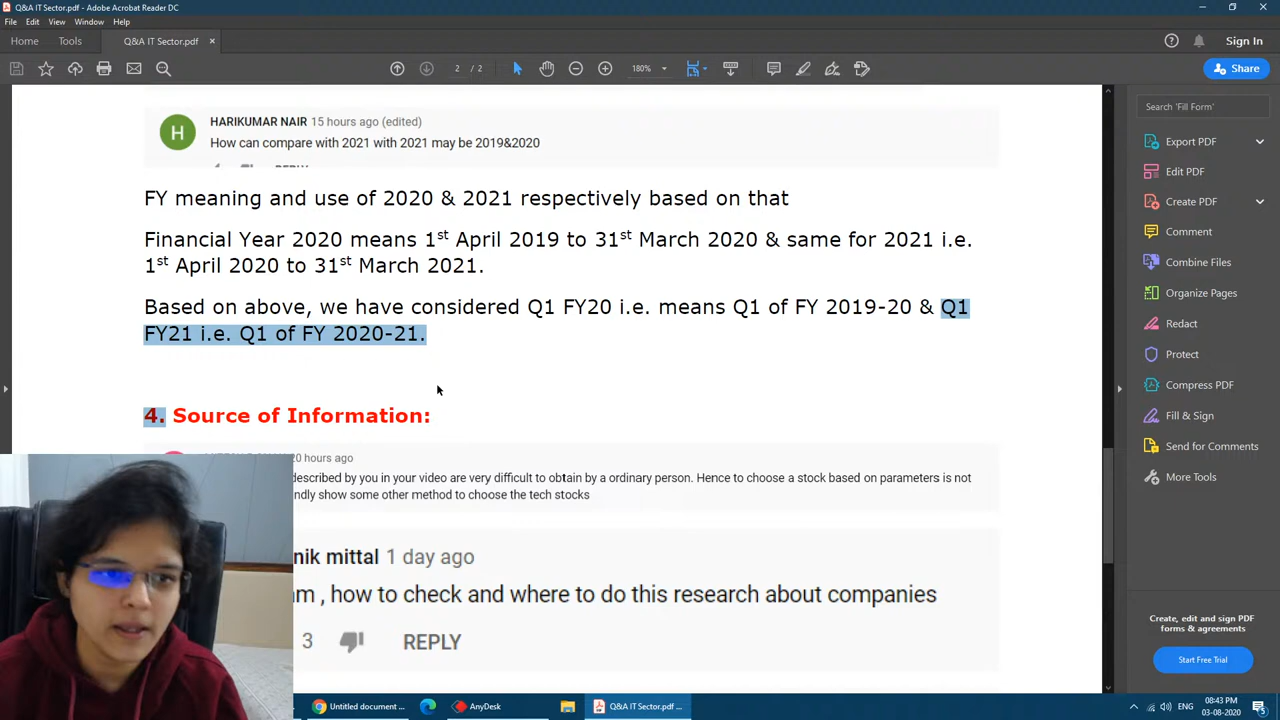 Q&A IT Sector.pdf - Adobe Acrobat Reader DC
File Edit View Window Help
Home Tools Q&A IT Sector.pdf × Sign In
2 / 2 180% Share
H HARIKUMAR NAIR 15 hours ago (edited)
How can compare with 2021 with 2021 may be 2019&2020
FY meaning and use of 2020 & 2021 respectively based on that
Financial Year 2020 means 1st April 2019 to 31st March 2020 & same for 2021 i.e.
1st April 2020 to 31st March 2021.
Based on above, we have considered Q1 FY20 i.e. means Q1 of FY 2019-20 & Q1
FY21 i.e. Q1 of FY 2020-21.
4. Source of Information:
20 hours ago
described by you in your video are very difficult to obtain by a ordinary person. Hence to choose a stock based on parameters is not
ndly show some other method to choose the tech stocks
nik mittal 1 day ago
am , how to check and where to do this research about companies
3 REPLY
Search 'Fill Form'
Export PDF
Edit PDF
Create PDF
Comment
Combine Files
Organize Pages
Redact
Protect
Compress PDF
Fill & Sign
Send for Comments
More Tools
Create, edit and sign PDF
forms & agreements
Start Free Trial
Untitled document ... AnyDesk Q&A IT Sector.pdf ... ENG 08:43 PM
03-08-2020